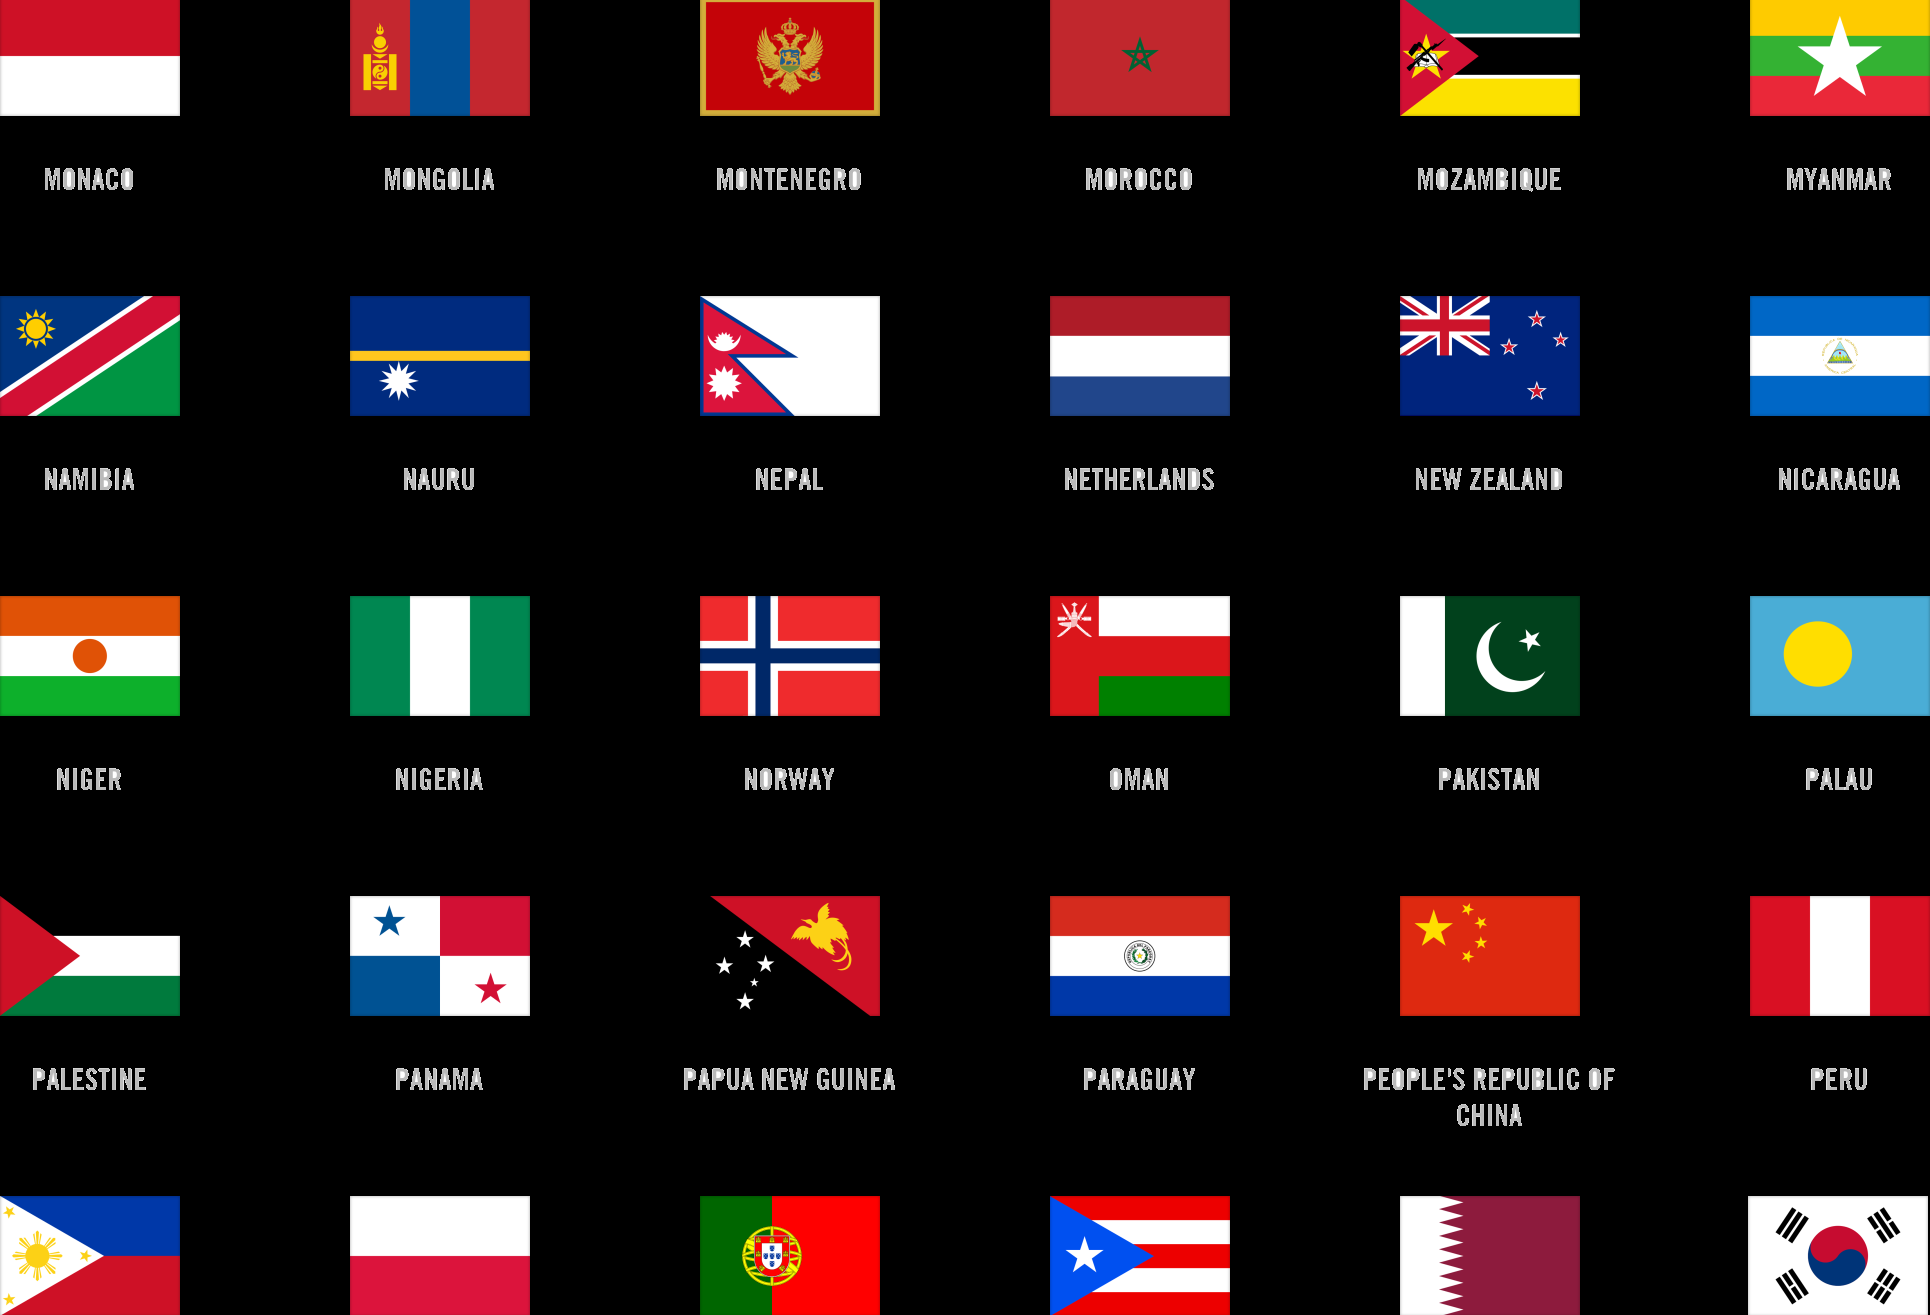 MONACO
MONGOLIA
MONTENEGRO
MOROCCO
MOZAMBIQUE
MYANMAR
NAMIBIA
NAURU
NEPAL
NETHERLANDS
NEW ZEALAND
NICARAGUA
NIGER
NIGERIA
NORWAY
OMAN
PAKISTAN
PALAU
PALESTINE
PANAMA
PAPUA NEW GUINEA
PARAGUAY
PEOPLE'S REPUBLIC OF
CHINA
PERU